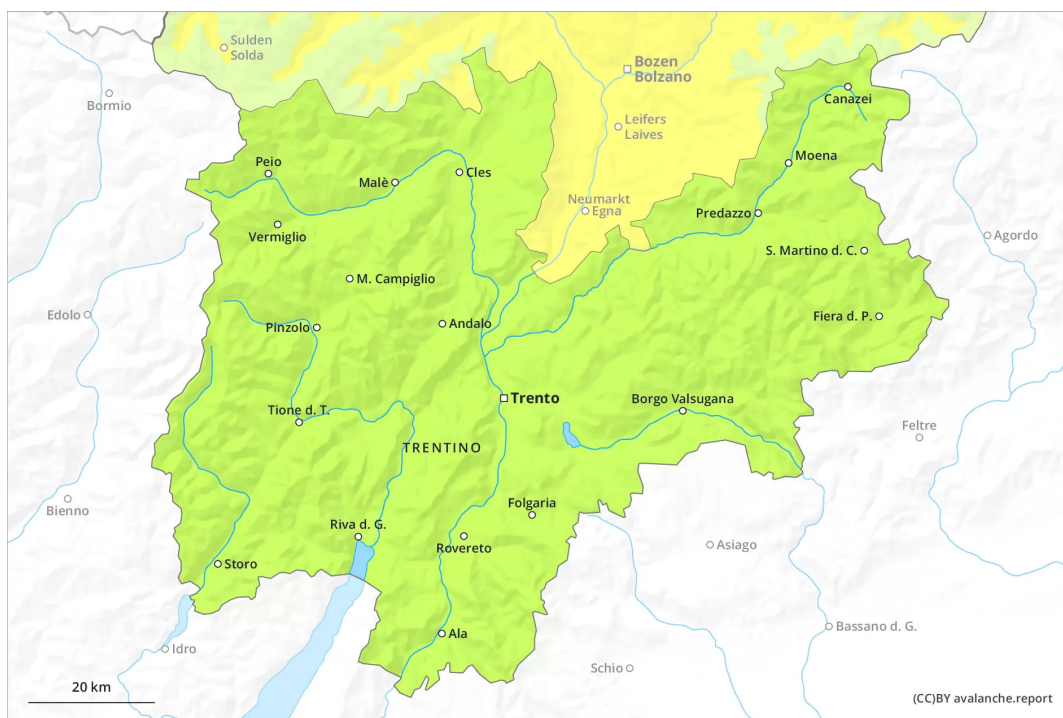 Sulden
Solda
Bozen
Bolzano
Bormio
Canazei
Leifers
Laives
Moena
Peio
Malè
Cles
Neumarkt
Egna
Predazzo
Vermiglio
Agordo
S. Martino d. C.
M. Campiglio
Edolo
Pinzolo
Andalo
Fiera d. P.
Trento
Borgo Valsugana
Tione d. T.
Feltre
TRENTINO
Bienno
Folgaria
Riva d. G.
Rovereto
Asiago
Storo
Ala
Bassano d. G.
Idro
Schio
20 km
(CC)BY avalanche.report